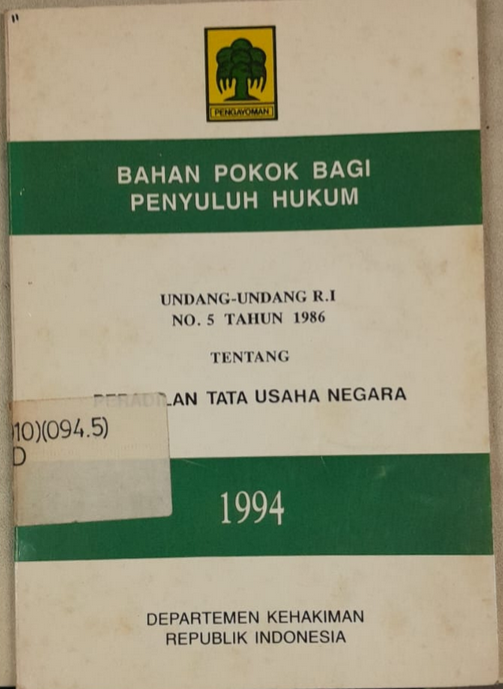 PENGAYOMAN
BAHAN POKOK BAGI
PENYULUH HUKUM
UNDANG-UNDANG R.I
NO. 5 TAHUN 1986
TENTANG
PERADILAN TATA USAHA NEGARA
10)(094.5)
1994
DEPARTEMEN KEHAKIMAN
REPUBLIK INDONESIA